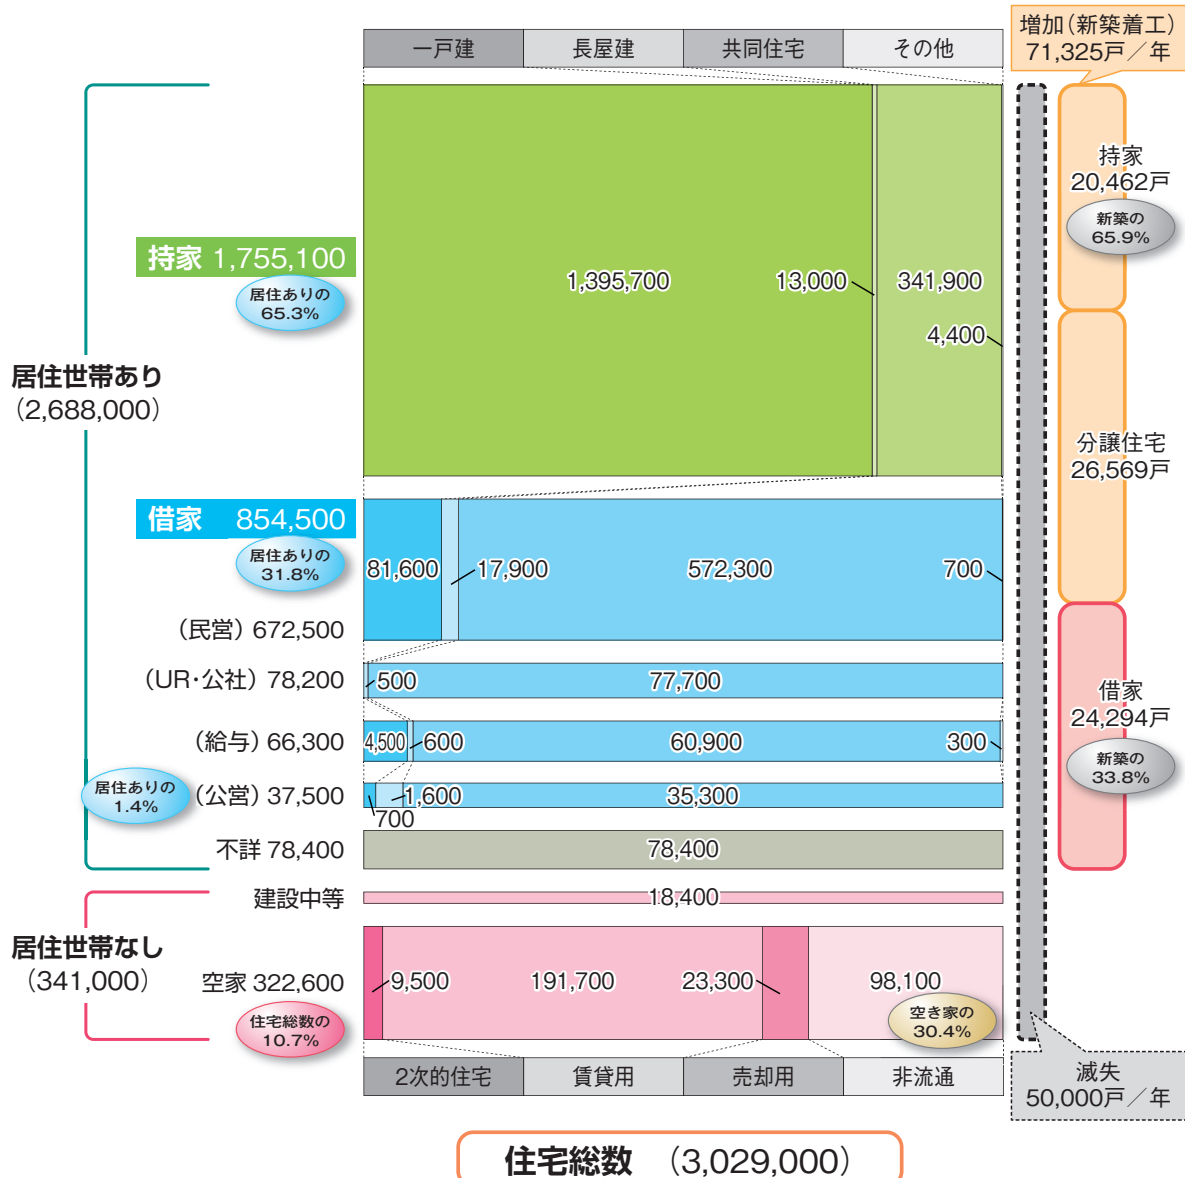 一戸建 長屋建 共同住宅 その他
増加（新築着工）
71,325戸／年
持家 1,755,100
居住ありの
65.3%
1,395,700 13,000 341,900
4,400
持家
20,462戸
新築の
65.9%
居住世帯あり
（2,688,000）
分譲住宅
26,569戸
借家 854,500
居住ありの
31.8%
81,600 17,900 572,300 700
（民営）672,500
（UR・公社）78,200 500 77,700
借家
24,294戸
新築の
33.8%
（給与）66,300 4,500 600 60,900 300
居住ありの
1.4%
（公営）37,500 1,600 35,300
700
不詳 78,400 78,400
建設中等 18,400
居住世帯なし
（341,000）
空家 322,600 9,500 191,700 23,300 98,100
住宅総数の
10.7%
空き家の
30.4%
2次的住宅 賃貸用 売却用 非流通
滅失
50,000戸／年
住宅総数 （3,029,000）